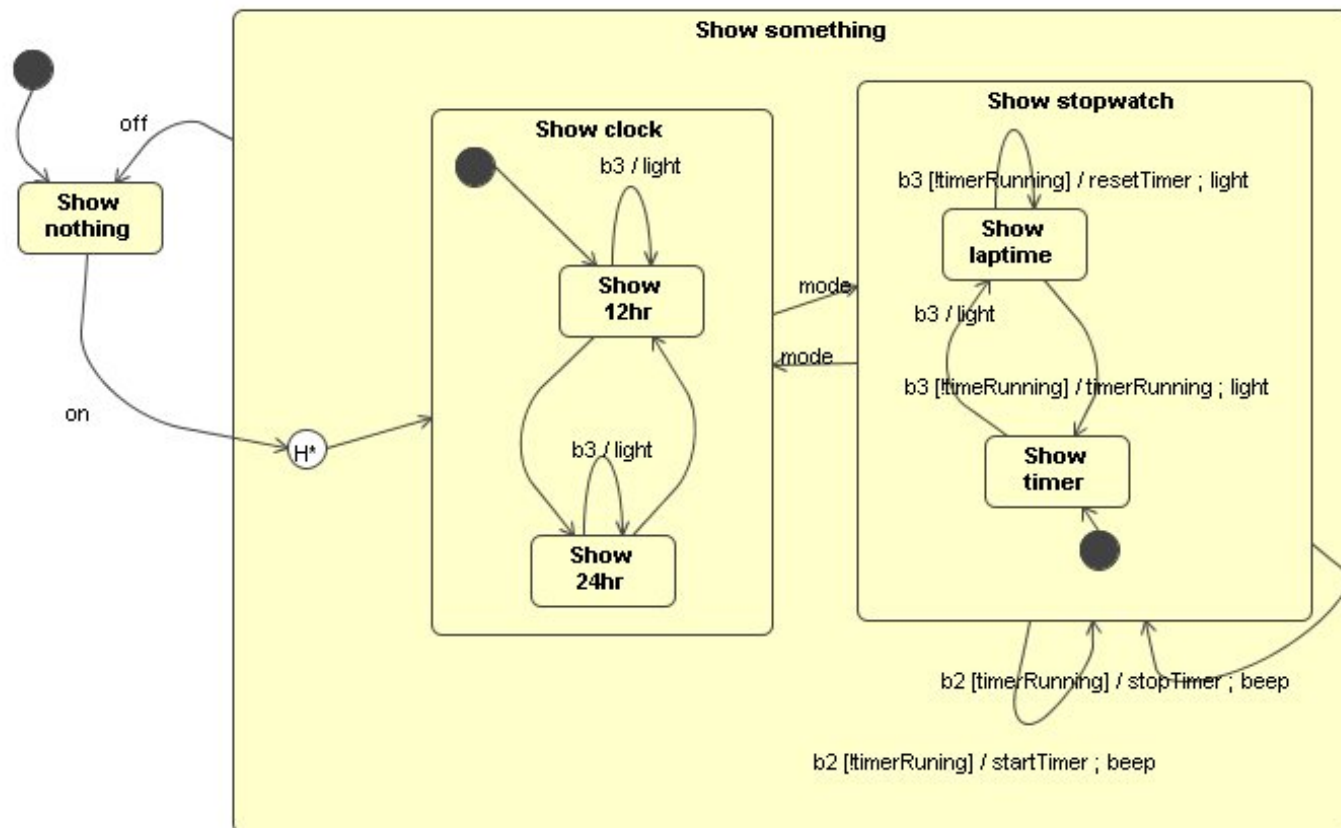 Show something
off
Show
nothing
on
H*
Show clock
b3 / light
Show
12hr
b3 / light
Show
24hr
mode
mode
Show stopwatch
b3 [!timerRunning] / resetTimer ; light
Show
laptime
b3 / light
b3 [!timeRunning] / timerRunning ; light
Show
timer
b2 [timerRunning] / stopTimer ; beep
b2 [!timerRuning] / startTimer ; beep